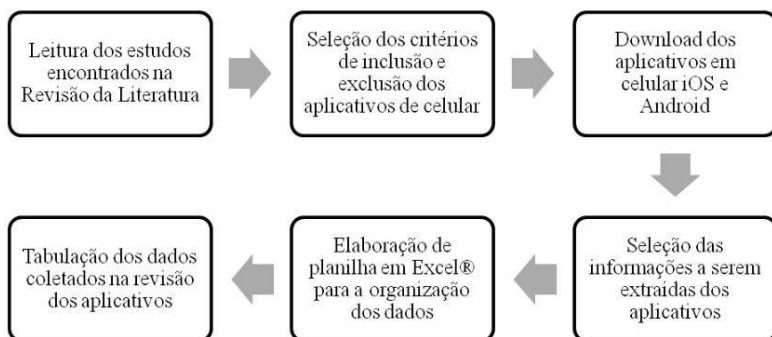 Leitura dos estudos
encontrados na
Revisão da Literatura
Seleção dos critérios
de inclusão e
exclusão dos
aplicativos de celular
Download dos
aplicativos em
celular iOS e
Android
Seleção das
informações a serem
extraídas dos
aplicativos
Elaboração de
planilha em Excel®
para a organização
dos dados
Tabulação dos dados
coletados na revisão
dos aplicativos